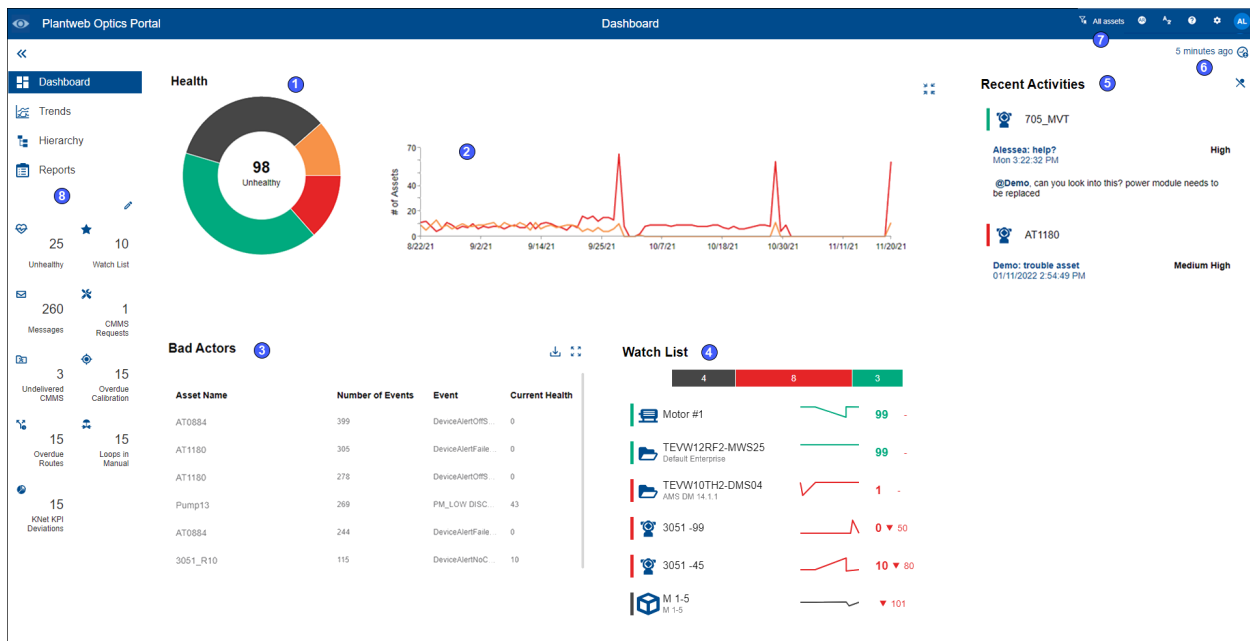 Plantweb Optics Portal
Dashboard
All assets
AL
7
5 minutes ago
6
Dashboard
Trends
Hierarchy
Reports
8
25
Unhealthy
10
Watch List
260
Messages
1
CMMS
Requests
3
Undelivered
CMMS
15
Overdue
Calibration
15
Overdue
Routes
15
Loops in
Manual
15
KNet KPI
Deviations
Health
1
98
Unhealthy
2
# of Assets
70
40
20
0
8/22/21 9/2/21 9/14/21 9/25/21 10/7/21 10/18/21 10/30/21 11/11/21 11/20/21
Recent Activities
5
705_MVT
Alessea: help? High
Mon 3:22:32 PM
@Demo, can you look into this? power module needs to
be replaced
AT1180
Demo: trouble asset Medium High
01/11/2022 2:54:49 PM
Bad Actors
3
Asset Name Number of Events Event Current Health
AT0884 399 DeviceAlertOffS... 0
AT1180 305 DeviceAlertFaile... 0
AT1180 278 DeviceAlertOffS... 0
Pump13 269 PM_LOW DISC... 43
AT0884 244 DeviceAlertFaile... 0
3051_R10 115 DeviceAlertNoC... 10
Watch List
4
4 8 3
Motor #1 99 -
TEVW12RF2-MWS25 99 -
Default Enterprise
TEVW10TH2-DMS04 1 -
AMS DM 14.1.1
3051 -99 0 ▼ 50
3051 -45 10 ▼ 80
M 1-5 ▼ 101
M 1-5